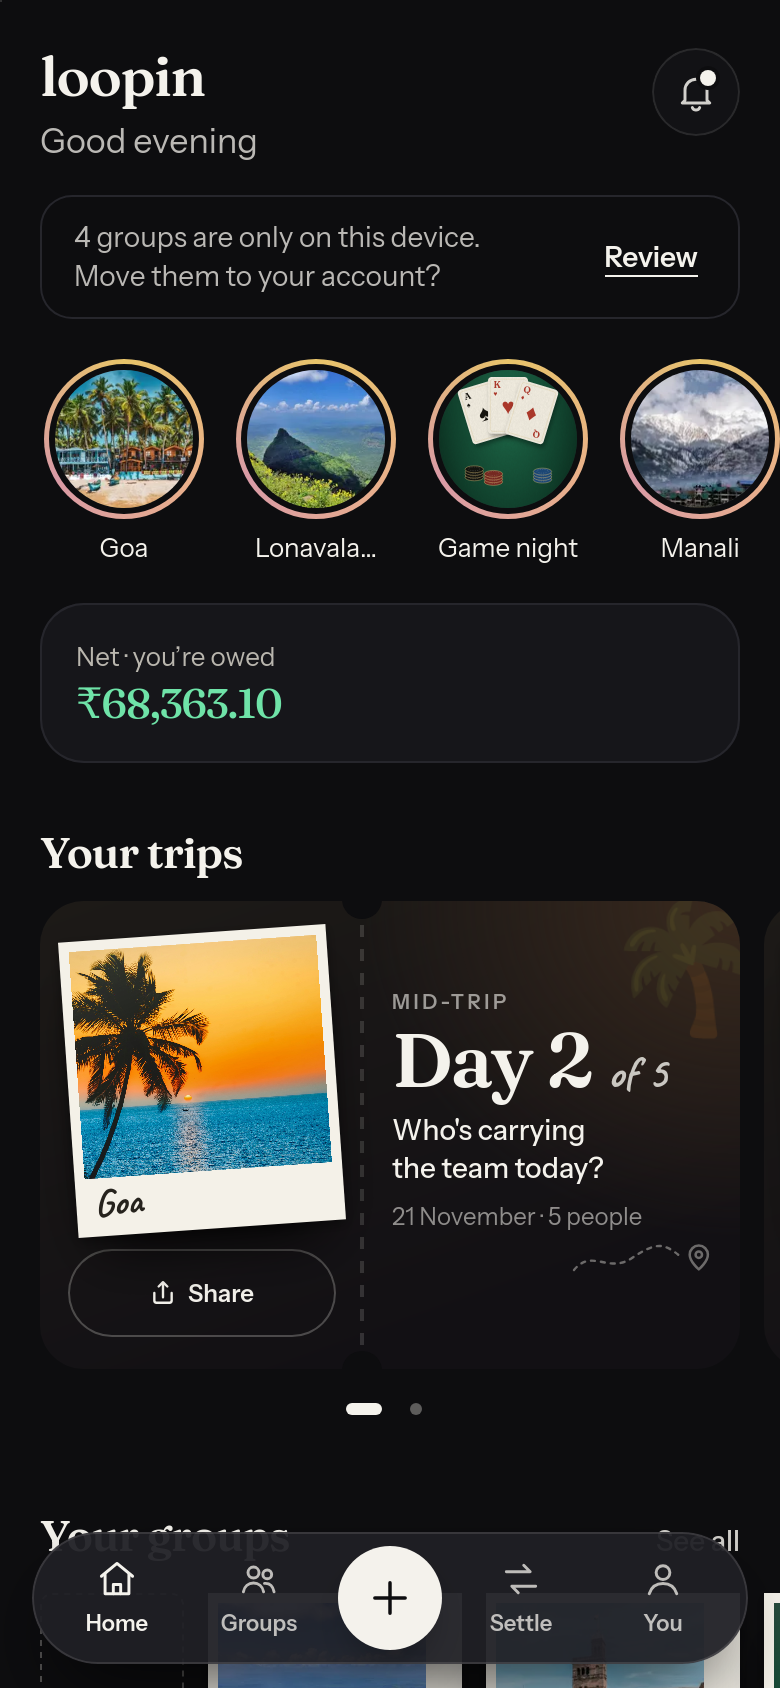 loopin
Good evening
4 groups are only on this device.
Move them to your account?
Review
Goa
Lonavala...
Game night
Manali
Net · you’re owed
₹68,363.10
Your trips
MID-TRIP
Day 2 of 5
Who's carrying
the team today?
21 November · 5 people
Goa
Share
Your groups
See all
Home
Groups
Settle
You